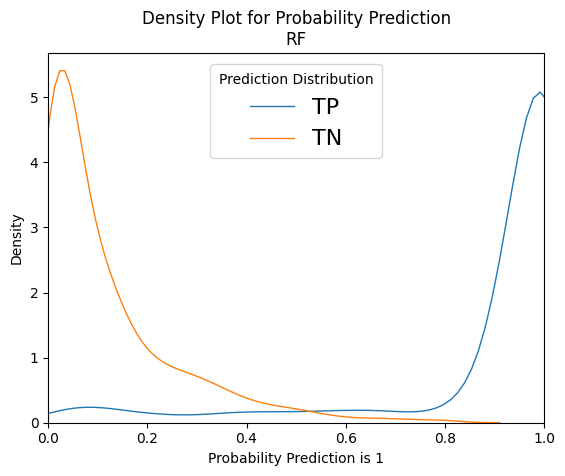 Density Plot for Probability Prediction
RF
Prediction Distribution
TP
TN
Density
5
4
3
2
1
0
0.0 0.2 0.4 0.6 0.8 1.0
Probability Prediction is 1